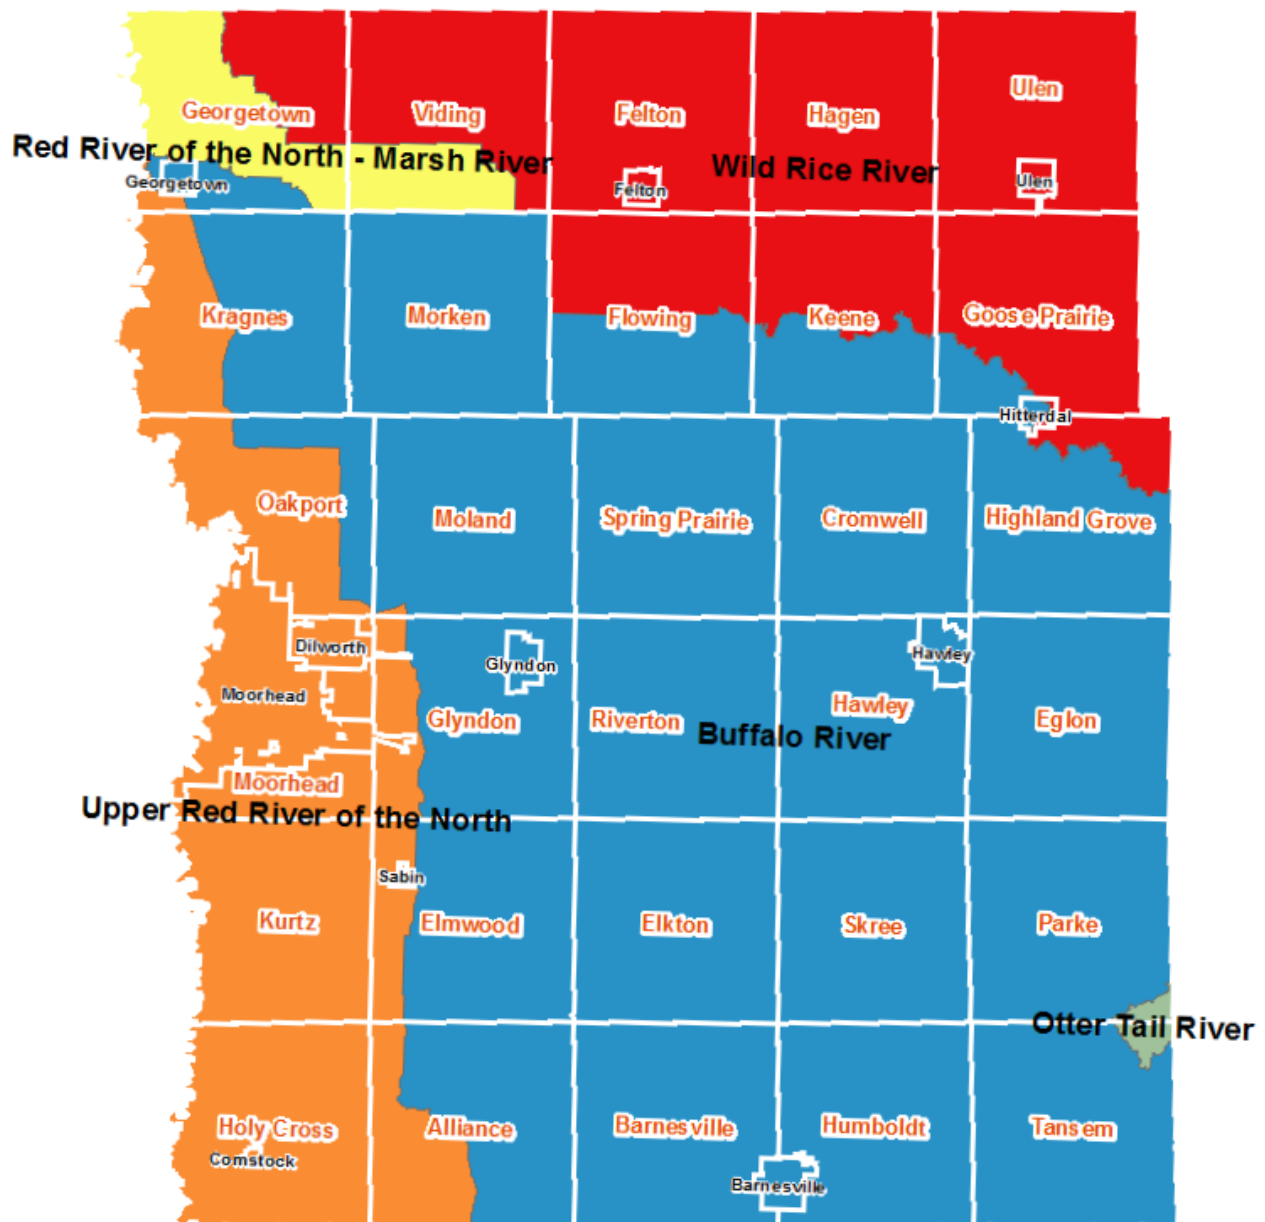 Ulen
Georgetown
Viding
Felton
Hagen
Red River of the North - Marsh River
Wild Rice River
Georgetown
Felton
Ulen
Kragnes
Morken
Flowing
Keene
Goose Prairie
Hitterdal
Oakport
Moland
Spring Prairie
Cromwell
Highland Grove
Dilworth
Glyndon
Hawley
Moorhead
Glyndon
Riverton
Hawley
Eglon
Buffalo River
Moorhead
Upper Red River of the North
Sabin
Kurtz
Elmwood
Elkton
Skree
Parke
Otter Tail River
Holy Cross
Alliance
Barnesville
Humboldt
Tansem
Comstock
Barnesville